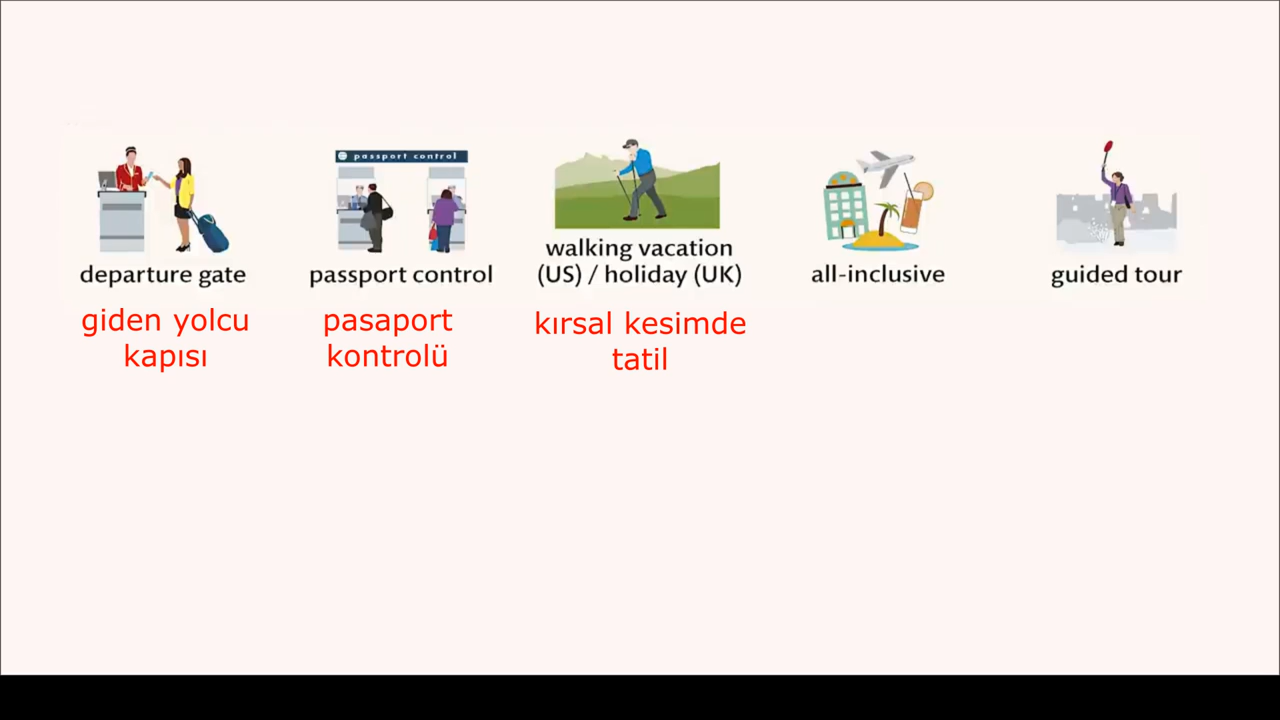 passport control
departure gate
passport control
walking vacation
(US) / holiday (UK)
all-inclusive
guided tour
giden yolcu
kapısı
pasaport
kontrolü
kırsal kesimde
tatil